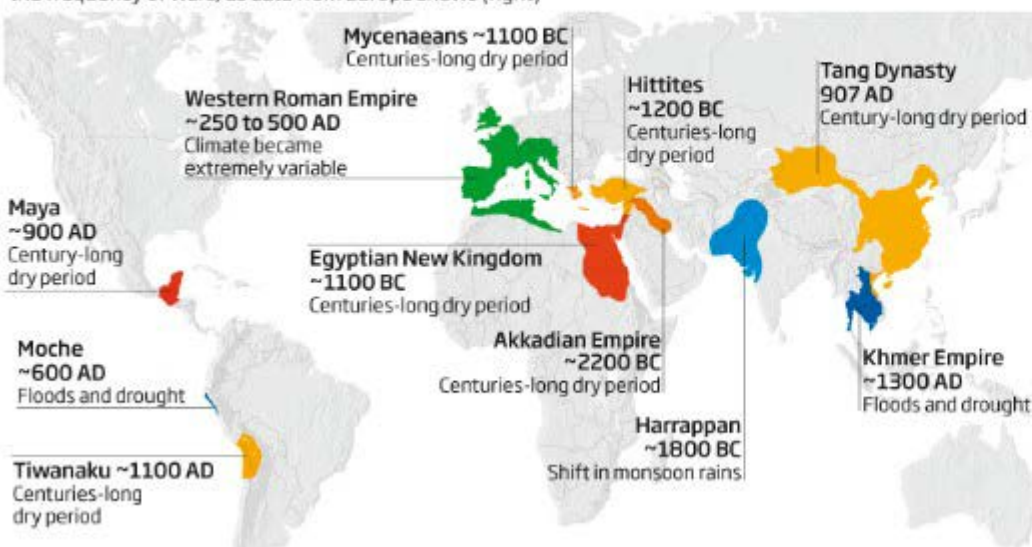 Mycenaeans ~1100 BC
Centuries-long dry period
Western Roman Empire
~250 to 500 AD
Climate became
extremely variable
Hittites
~1200 BC
Centuries-long
dry period
Tang Dynasty
907 AD
Century-long dry period
Maya
~900 AD
Century-long
dry period
Egyptian New Kingdom
~1100 BC
Centuries-long dry period
Akkadian Empire
~2200 BC
Centuries-long dry period
Moche
~600 AD
Floods and drought
Khmer Empire
~1300 AD
Floods and drought
Harrappan
~1800 BC
Shift in monsoon rains
Tiwanaku ~1100 AD
Centuries-long
dry period